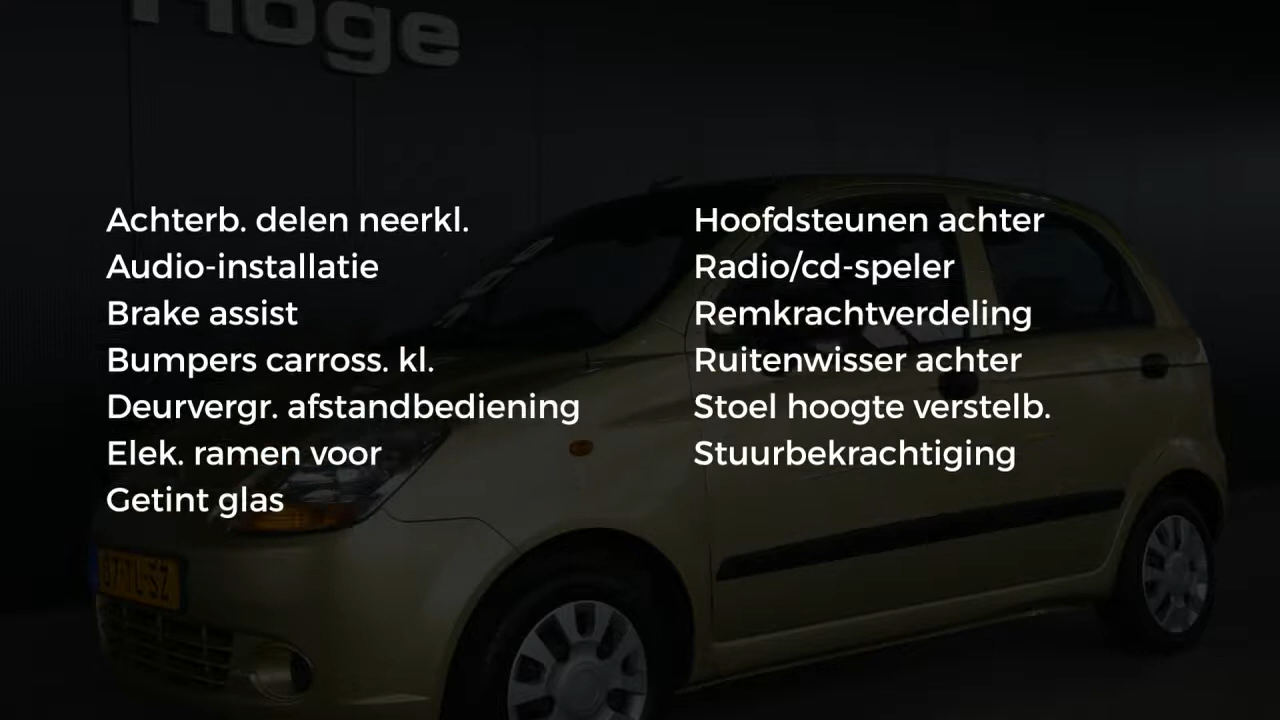 Hoge
Achterb. delen neerkl.
Audio-installatie
Brake assist
Bumpers carross. kl.
Deurvergr. afstandbediening
Elek. ramen voor
Getint glas
Hoofdsteunen achter
Radio/cd-speler
Remkrachtverdeling
Ruitenwisser achter
Stoel hoogte verstelb.
Stuurbekrachtiging